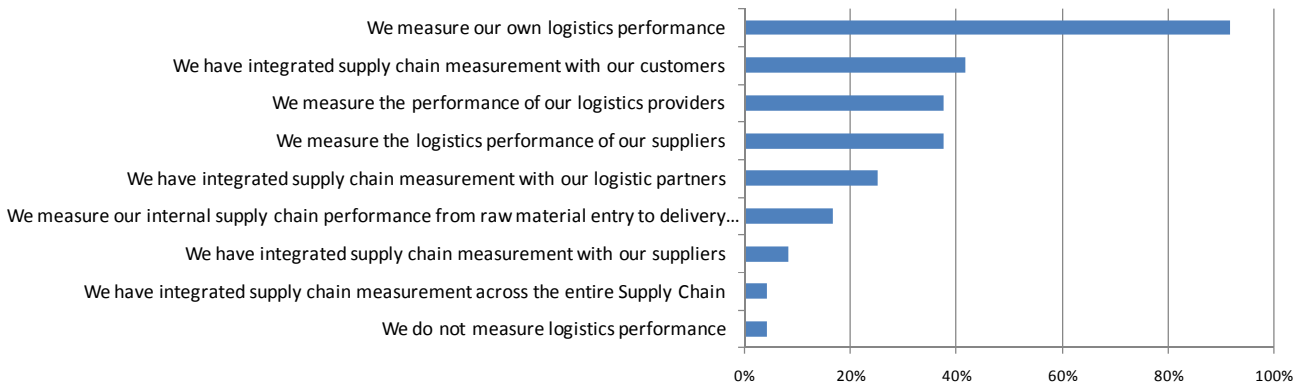 We measure our own logistics performance
We have integrated supply chain measurement with our customers
We measure the performance of our logistics providers
We measure the logistics performance of our suppliers
We have integrated supply chain measurement with our logistic partners
We measure our internal supply chain performance from raw material entry to delivery...
We have integrated supply chain measurement with our suppliers
We have integrated supply chain measurement across the entire Supply Chain
We do not measure logistics performance
0% 20% 40% 60% 80% 100%